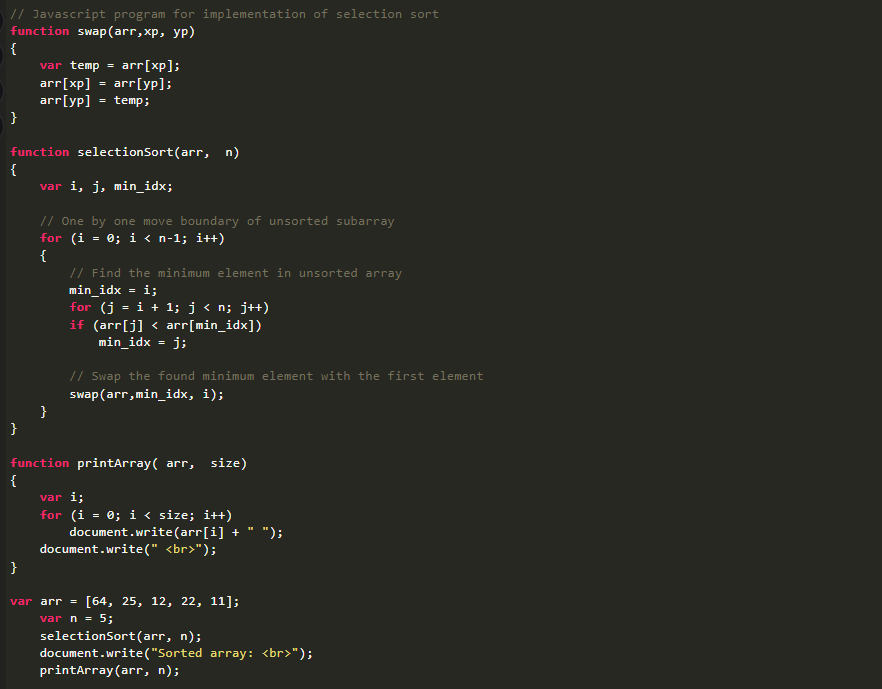 // Javascript program for implementation of selection sort
function swap(arr,xp, yp)
{
    var temp = arr[xp];
    arr[xp] = arr[yp];
    arr[yp] = temp;
}

function selectionSort(arr,  n)
{
    var i, j, min_idx;

    // One by one move boundary of unsorted subarray
    for (i = 0; i < n-1; i++)
    {
        // Find the minimum element in unsorted array
        min_idx = i;
        for (j = i + 1; j < n; j++)
        if (arr[j] < arr[min_idx])
            min_idx = j;

        // Swap the found minimum element with the first element
        swap(arr,min_idx, i);
    }
}

function printArray( arr,  size)
{
    var i;
    for (i = 0; i < size; i++)
        document.write(arr[i] + " ");
    document.write(" <br>");
}

var arr = [64, 25, 12, 22, 11];
    var n = 5;
    selectionSort(arr, n);
    document.write("Sorted array: <br>");
    printArray(arr, n);